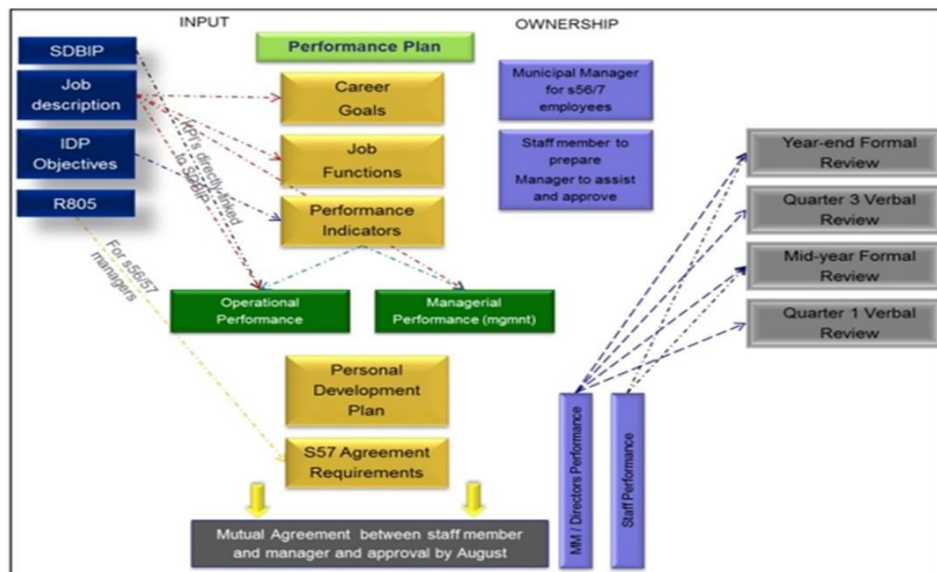 INPUT
OWNERSHIP
SDBIP
Job
description
IDP
Objectives
R805
KPI's directly linked
to SDBIP
For s56/57
managers
Performance Plan
Career
Goals
Job
Functions
Performance
Indicators
Operational
Performance
Managerial
Performance (mgmnt)
Personal
Development
Plan
S57 Agreement
Requirements
Mutual Agreement between staff member
and manager and approval by August
Municipal Manager
for s56/7
employees
Staff member to
prepare
Manager to assist
and approve
MM / Directors Performance
Staff Performance
Year-end Formal
Review
Quarter 3 Verbal
Review
Mid-year Formal
Review
Quarter 1 Verbal
Review